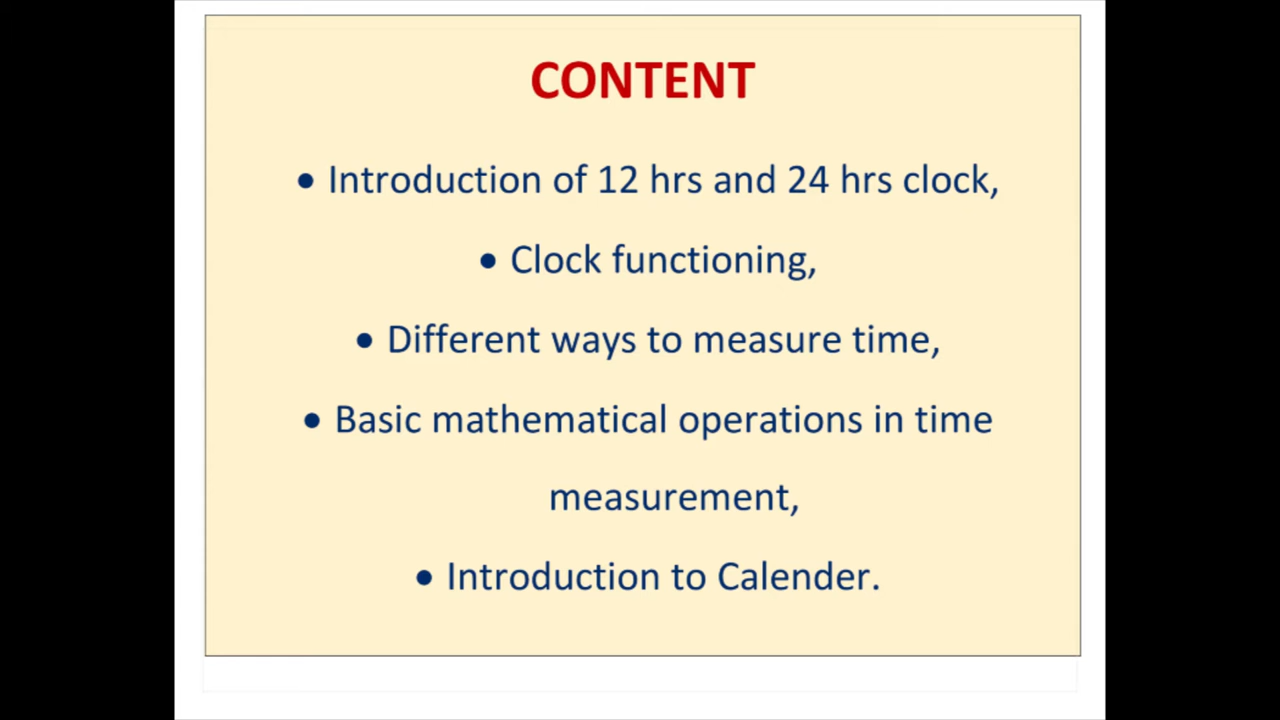 CONTENT
• Introduction of 12 hrs and 24 hrs clock,
• Clock functioning,
• Different ways to measure time,
• Basic mathematical operations in time
measurement,
• Introduction to Calender.